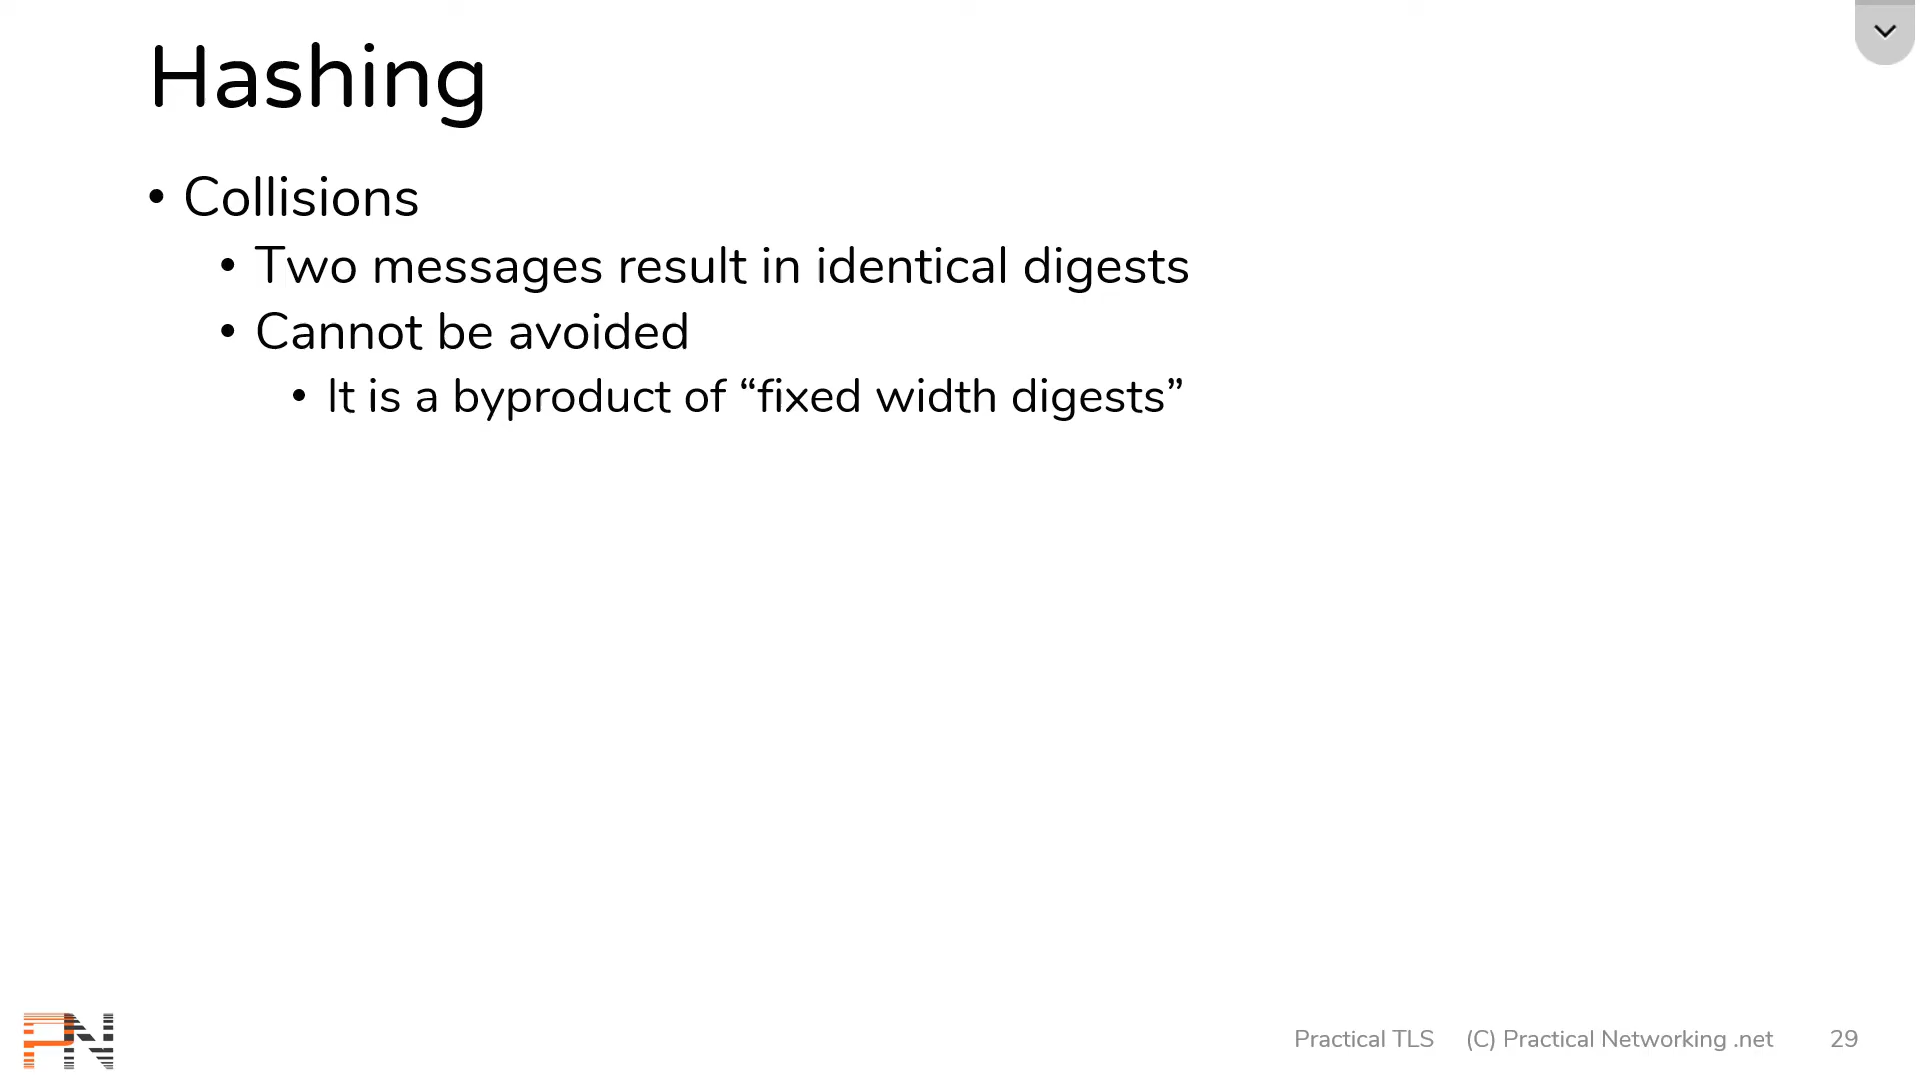 Hashing
• Collisions
• Two messages result in identical digests
• Cannot be avoided
• It is a byproduct of “fixed width digests”
PN
Practical TLS (C) Practical Networking .net 29